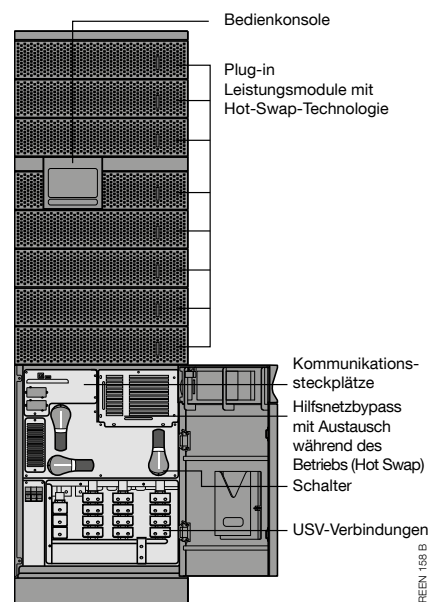 Bedienkonsole
Plug-in
Leistungsmodule mit
Hot-Swap-Technologie
Kommunikations-
steckplätze
Hilfsnetzbypass
mit Austausch
während des
Betriebs (Hot Swap)
Schalter
USV-Verbindungen
REEN 158 B